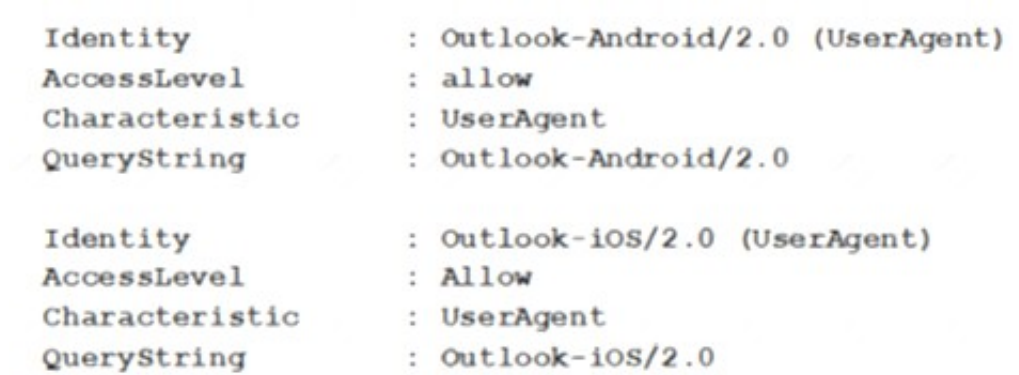 Identity : Outlook-Android/2.0 (UserAgent)
AccessLevel : allow
Characteristic : UserAgent
QueryString : Outlook-Android/2.0
Identity : Outlook-iOS/2.0 (UserAgent)
AccessLevel : Allow
Characteristic : UserAgent
QueryString : Outlook-iOS/2.0